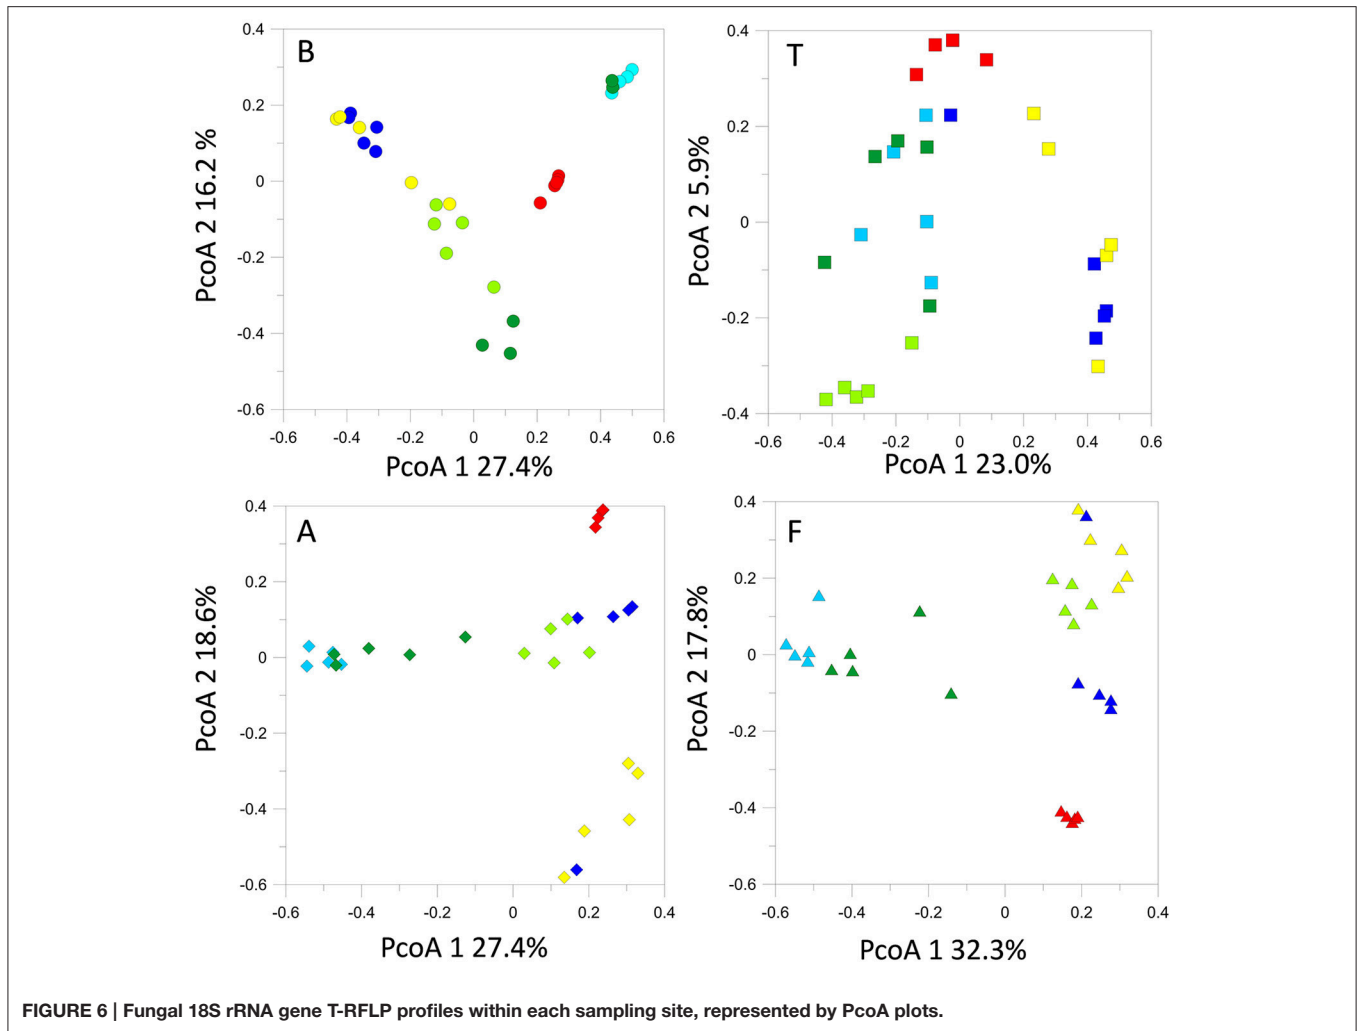 B
0.4
0.2
0
-0.2
-0.4
-0.6
PcoA 2 16.2 %
-0.6 -0.4 -0.2 0 0.2 0.4 0.6
PcoA 1 27.4%
T
0.4
0.2
0
-0.2
-0.4
PcoA 2 5.9%
-0.6 -0.4 -0.2 0 0.2 0.4 0.6
PcoA 1 23.0%
A
0.4
0.2
0
-0.2
-0.4
-0.6
PcoA 2 18.6%
-0.6 -0.4 -0.2 0 0.2 0.4
PcoA 1 27.4%
F
0.4
0.2
0
-0.2
-0.4
-0.6
PcoA 2 17.8%
-0.6 -0.4 -0.2 0 0.2 0.4
PcoA 1 32.3%
FIGURE 6 | Fungal 18S rRNA gene T-RFLP profiles within each sampling site, represented by PcoA plots.